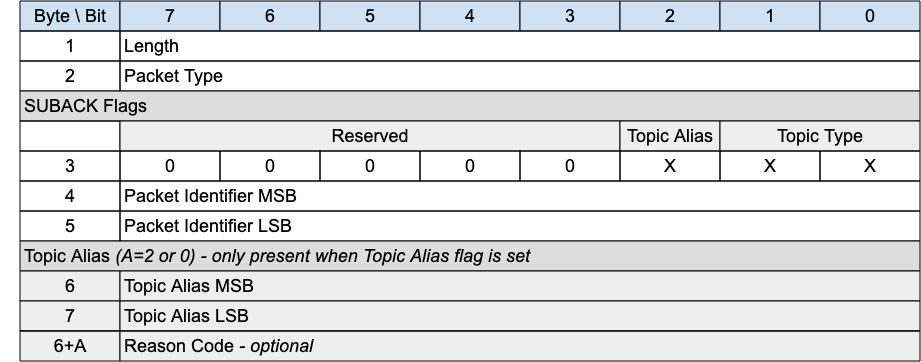 Byte \ Bit 7 6 5 4 3 2 1 0
1 Length
2 Packet Type
SUBACK Flags
Reserved Topic Alias Topic Type
3 0 0 0 0 0 X X X
4 Packet Identifier MSB
5 Packet Identifier LSB
Topic Alias (A=2 or 0) - only present when Topic Alias flag is set
6 Topic Alias MSB
7 Topic Alias LSB
6+A Reason Code - optional